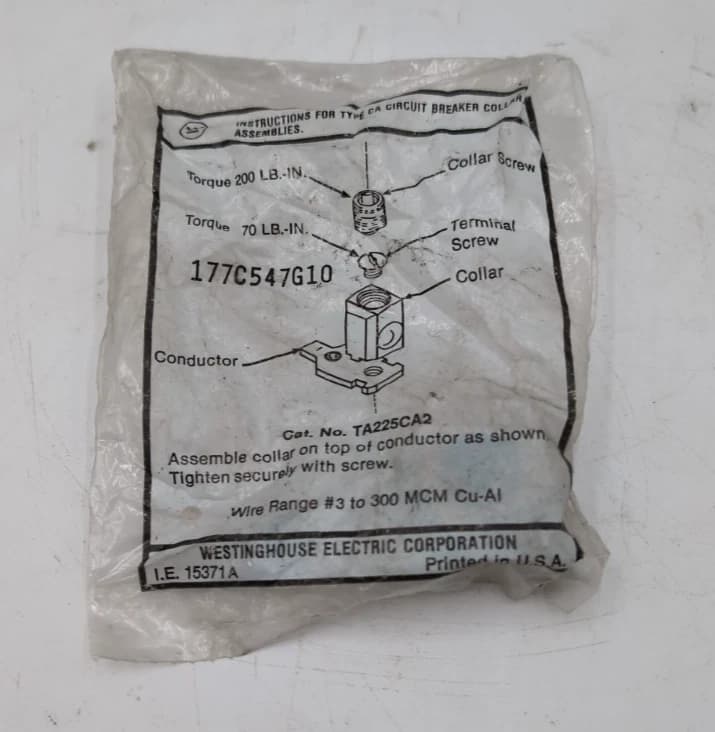 INSTRUCTIONS FOR TYPE CA CIRCUIT BREAKER COLLAR
ASSEMBLIES.
Torque 200 LB.-IN.
Collar Screw
Torque 70 LB.-IN.
Terminal
Screw
177C547G10
Collar
Conductor
Cat. No. TA225CA2
Assemble collar on top of conductor as shown.
Tighten securely with screw.
Wire Range #3 to 300 MCM Cu-Al
WESTINGHOUSE ELECTRIC CORPORATION
I.E. 15371A
Printed in U.S.A.